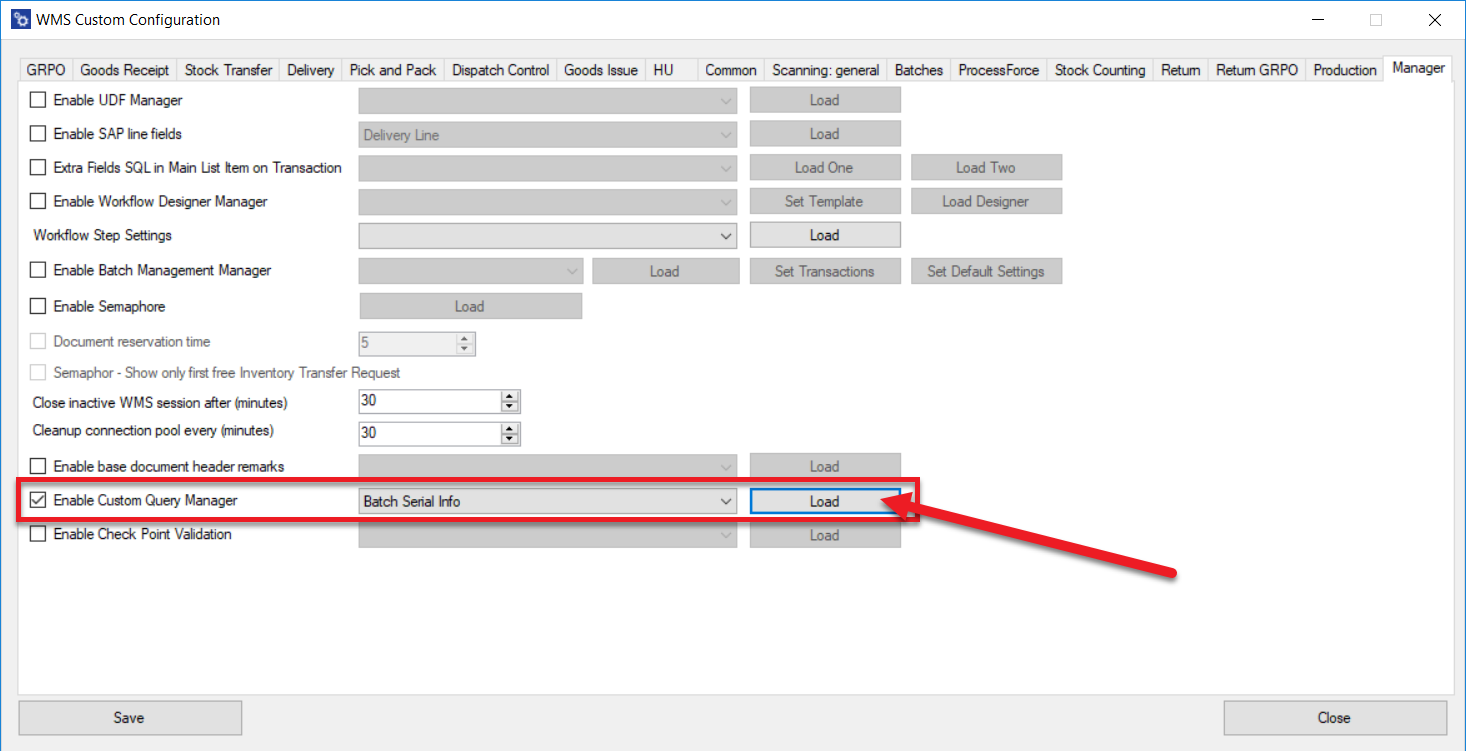 WMS Custom Configuration
GRPO Goods Receipt Stock Transfer Delivery Pick and Pack Dispatch Control Goods Issue HU Common Scanning: general Batches ProcessForce Stock Counting Return Return GRPO Production Manager
Enable UDF Manager Load
Enable SAP line fields Delivery Line Load
Extra Fields SQL in Main List Item on Transaction Load One Load Two
Enable Workflow Designer Manager Set Template Load Designer
Workflow Step Settings Load
Enable Batch Management Manager Load Set Transactions Set Default Settings
Enable Semaphore Load
Document reservation time 5
Semaphor - Show only first free Inventory Transfer Request
Close inactive WMS session after (minutes) 30
Cleanup connection pool every (minutes) 30
Enable base document header remarks Load
Enable Custom Query Manager Batch Serial Info Load
Enable Check Point Validation Load
Save Close